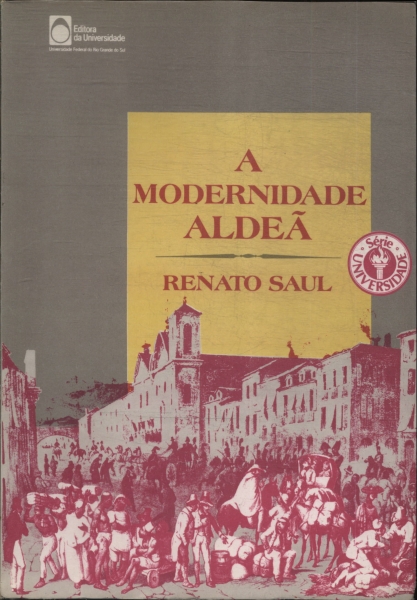 Editora
da Universidade
Universidade Federal do Rio Grande do Sul
A
MODERNIDADE
ALDEÃ
RENATO SAUL
Série
UNIVERSIDADE